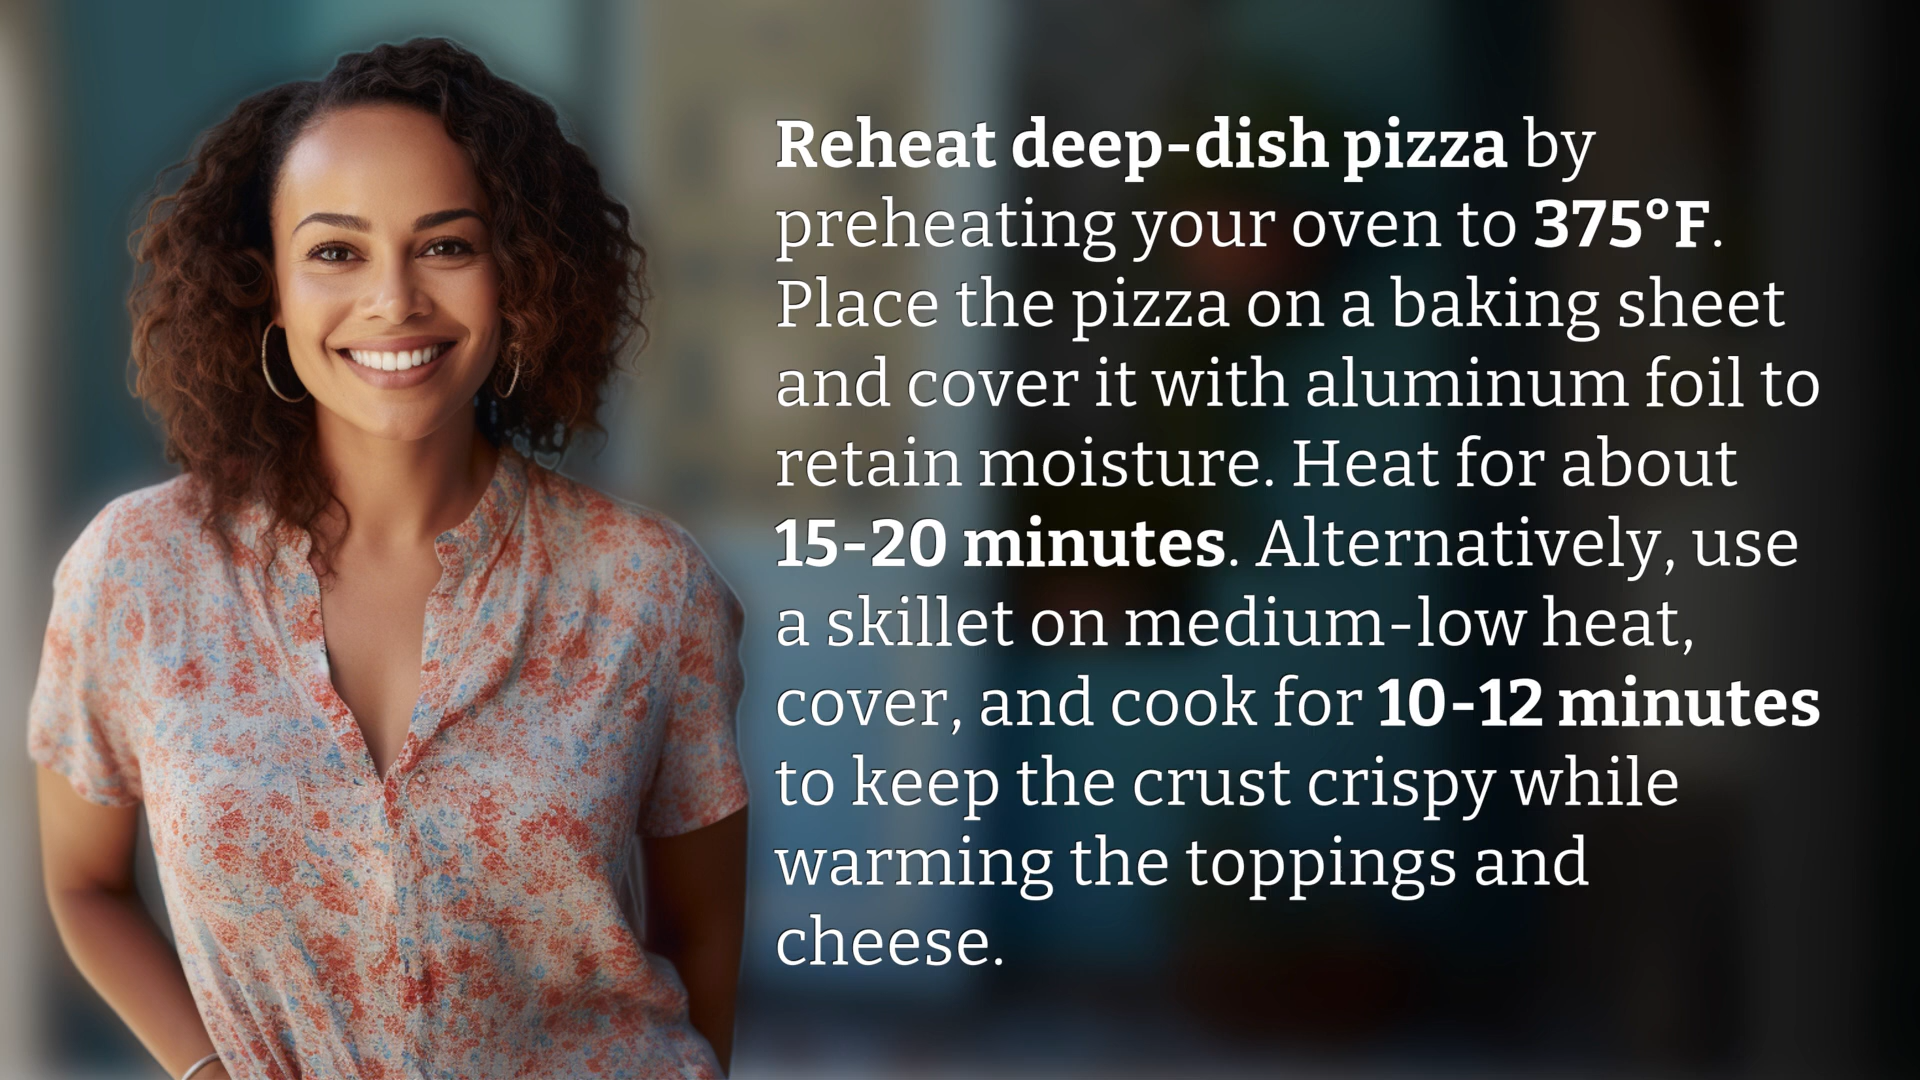 Reheat deep-dish pizza by
preheating your oven to 375°F.
Place the pizza on a baking sheet
and cover it with aluminum foil to
retain moisture. Heat for about
15-20 minutes. Alternatively, use
a skillet on medium-low heat,
cover, and cook for 10-12 minutes
to keep the crust crispy while
warming the toppings and
cheese.